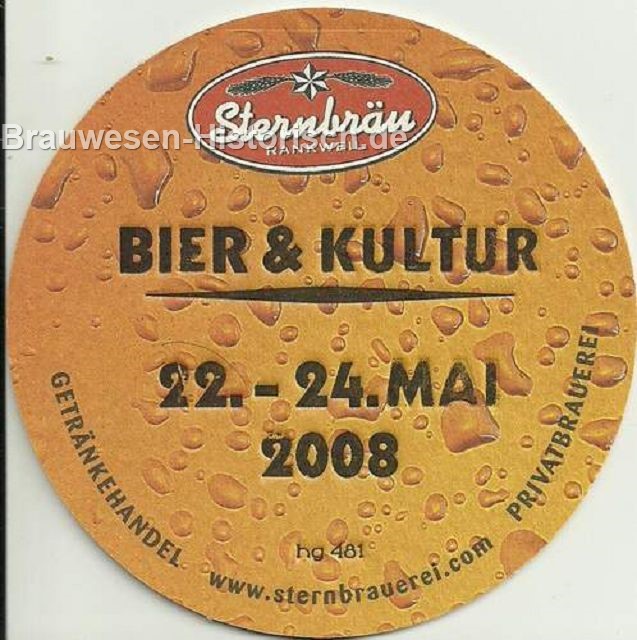 Sternbräu
RANKWEIL
Brauwesen-Historisch.de
BIER & KULTUR
22. - 24. MAI
2008
GETRÄNKEHANDEL
PRIVATBRAUEREI
hg 481
www.sternbrauerei.com